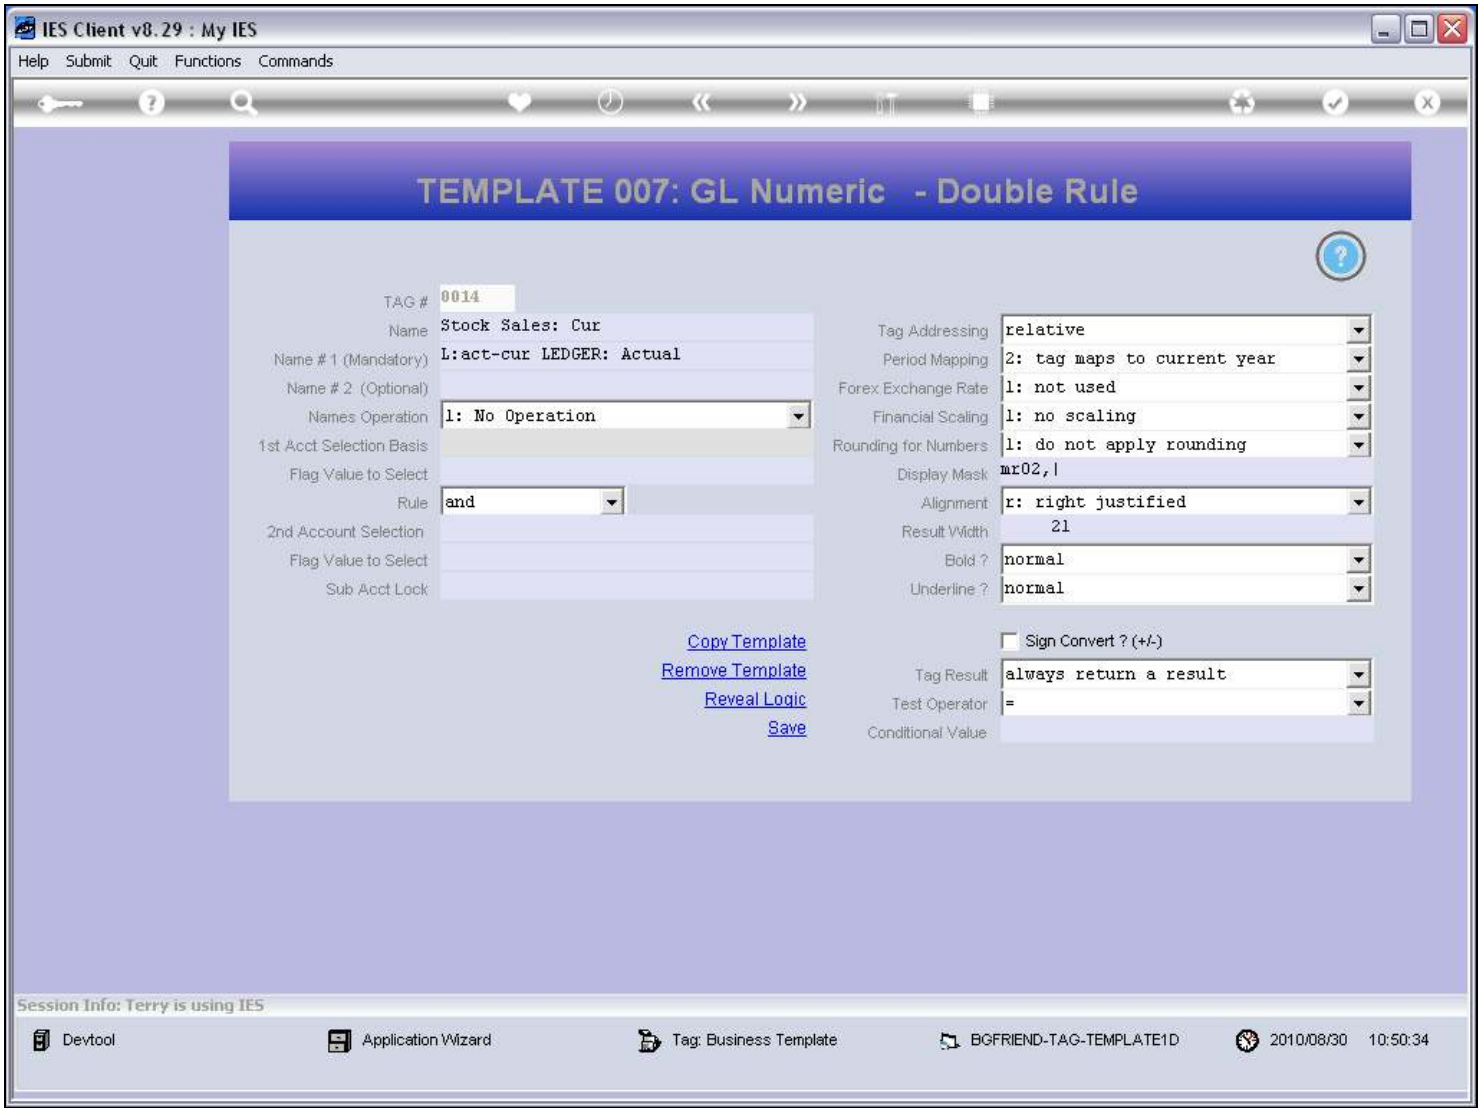 IES Client v8.29 : My IES
Help Submit Quit Functions Commands
TEMPLATE 007: GL Numeric - Double Rule
TAG # 0014
Name Stock Sales: Cur
Name # 1 (Mandatory) L:act-cur LEDGER: Actual
Name # 2 (Optional)
Names Operation 1: No Operation
1st Acct Selection Basis
Flag Value to Select
Rule and
2nd Account Selection
Flag Value to Select
Sub Acct Lock
Copy Template
Remove Template
Reveal Logic
Save
Tag Addressing relative
Period Mapping 2: tag maps to current year
Forex Exchange Rate 1: not used
Financial Scaling 1: no scaling
Rounding for Numbers 1: do not apply rounding
Display Mask mr02,|
Alignment r: right justified
Result Width 21
Bold ? normal
Underline ? normal
Sign Convert ? (+/-)
Tag Result always return a result
Test Operator =
Conditional Value
Session Info: Terry is using IES
Devtool Application Wizard Tag: Business Template BGFRIEND-TAG-TEMPLATE1D 2010/08/30 10:50:34